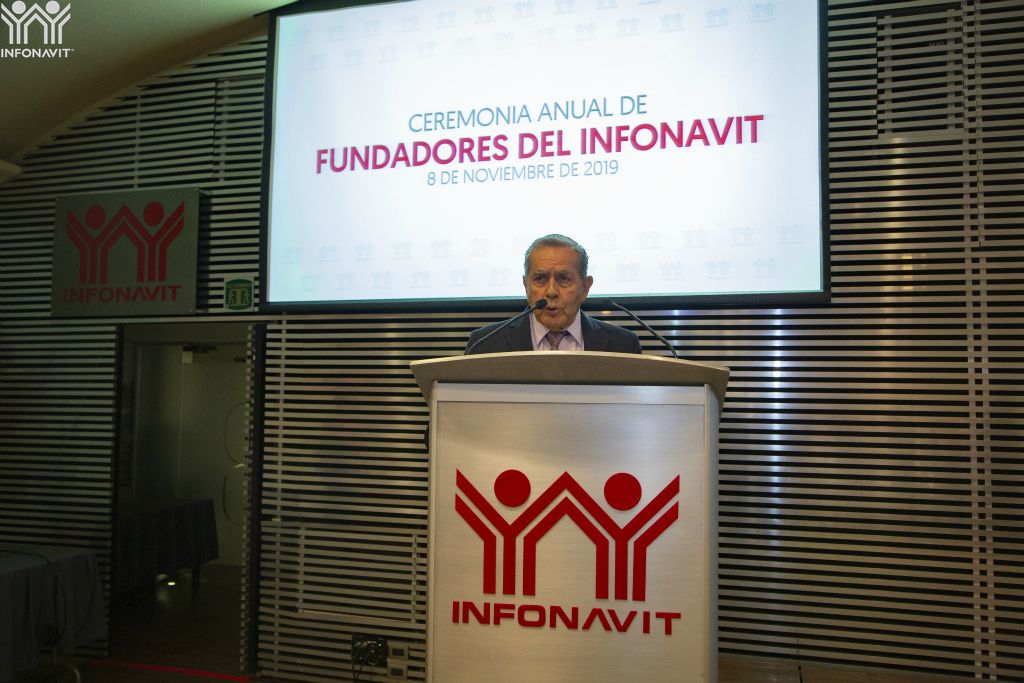 INFONAVIT
CEREMONIA ANUAL DE
FUNDADORES DEL INFONAVIT
8 DE NOVIEMBRE DE 2019
INFONAVIT
INFONAVIT